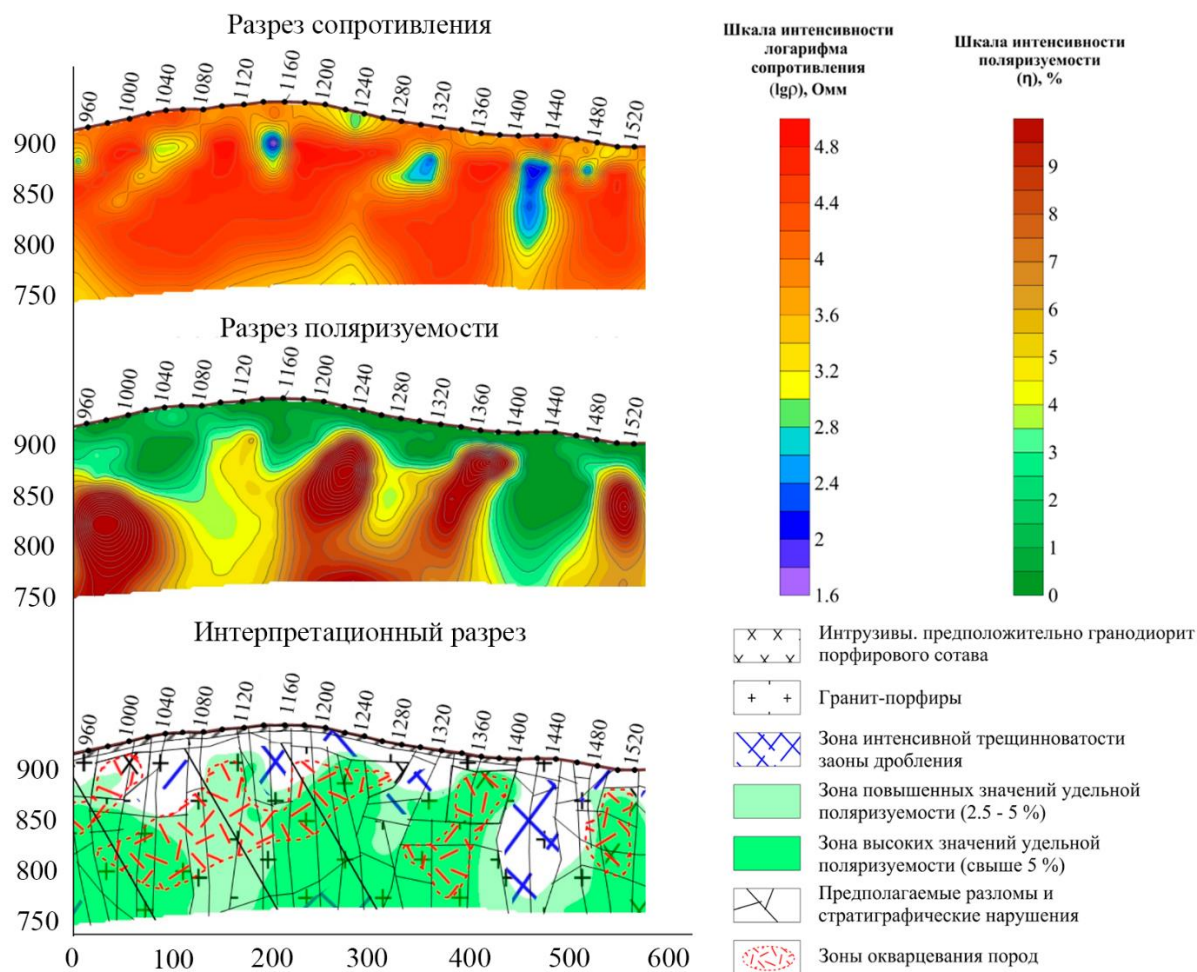 Разрез сопротивления
960 1000 1040 1080 1120 1160 1200 1240 1280 1320 1360 1400 1440 1480 1520
900
850
800
750
Разрез поляризуемости
960 1000 1040 1080 1120 1160 1200 1240 1280 1320 1360 1400 1440 1480 1520
900
850
800
750
Интерпретационный разрез
960 1000 1040 1080 1120 1160 1200 1240 1280 1320 1360 1400 1440 1480 1520
900
850
800
750
0 100 200 300 400 500 600
Шкала интенсивности
логарифма
сопротивления
(lgρ), Омм
4.8
4.4
4
3.6
3.2
2.8
2.4
2
1.6
Шкала интенсивности
поляризуемости
(η), %
9
8
7
6
5
4
3
2
1
0
Интрузивы. предположительно гранодиорит
порфирового сотава
Гранит-порфиры
Зона интенсивной трещинноватости
заоны дробления
Зона повышенных значений удельной
поляризуемости (2.5 - 5 %)
Зона высоких значений удельной
поляризуемости (свыше 5 %)
Предполагаемые разломы и
стратиграфические нарушения
Зоны окварцевания пород